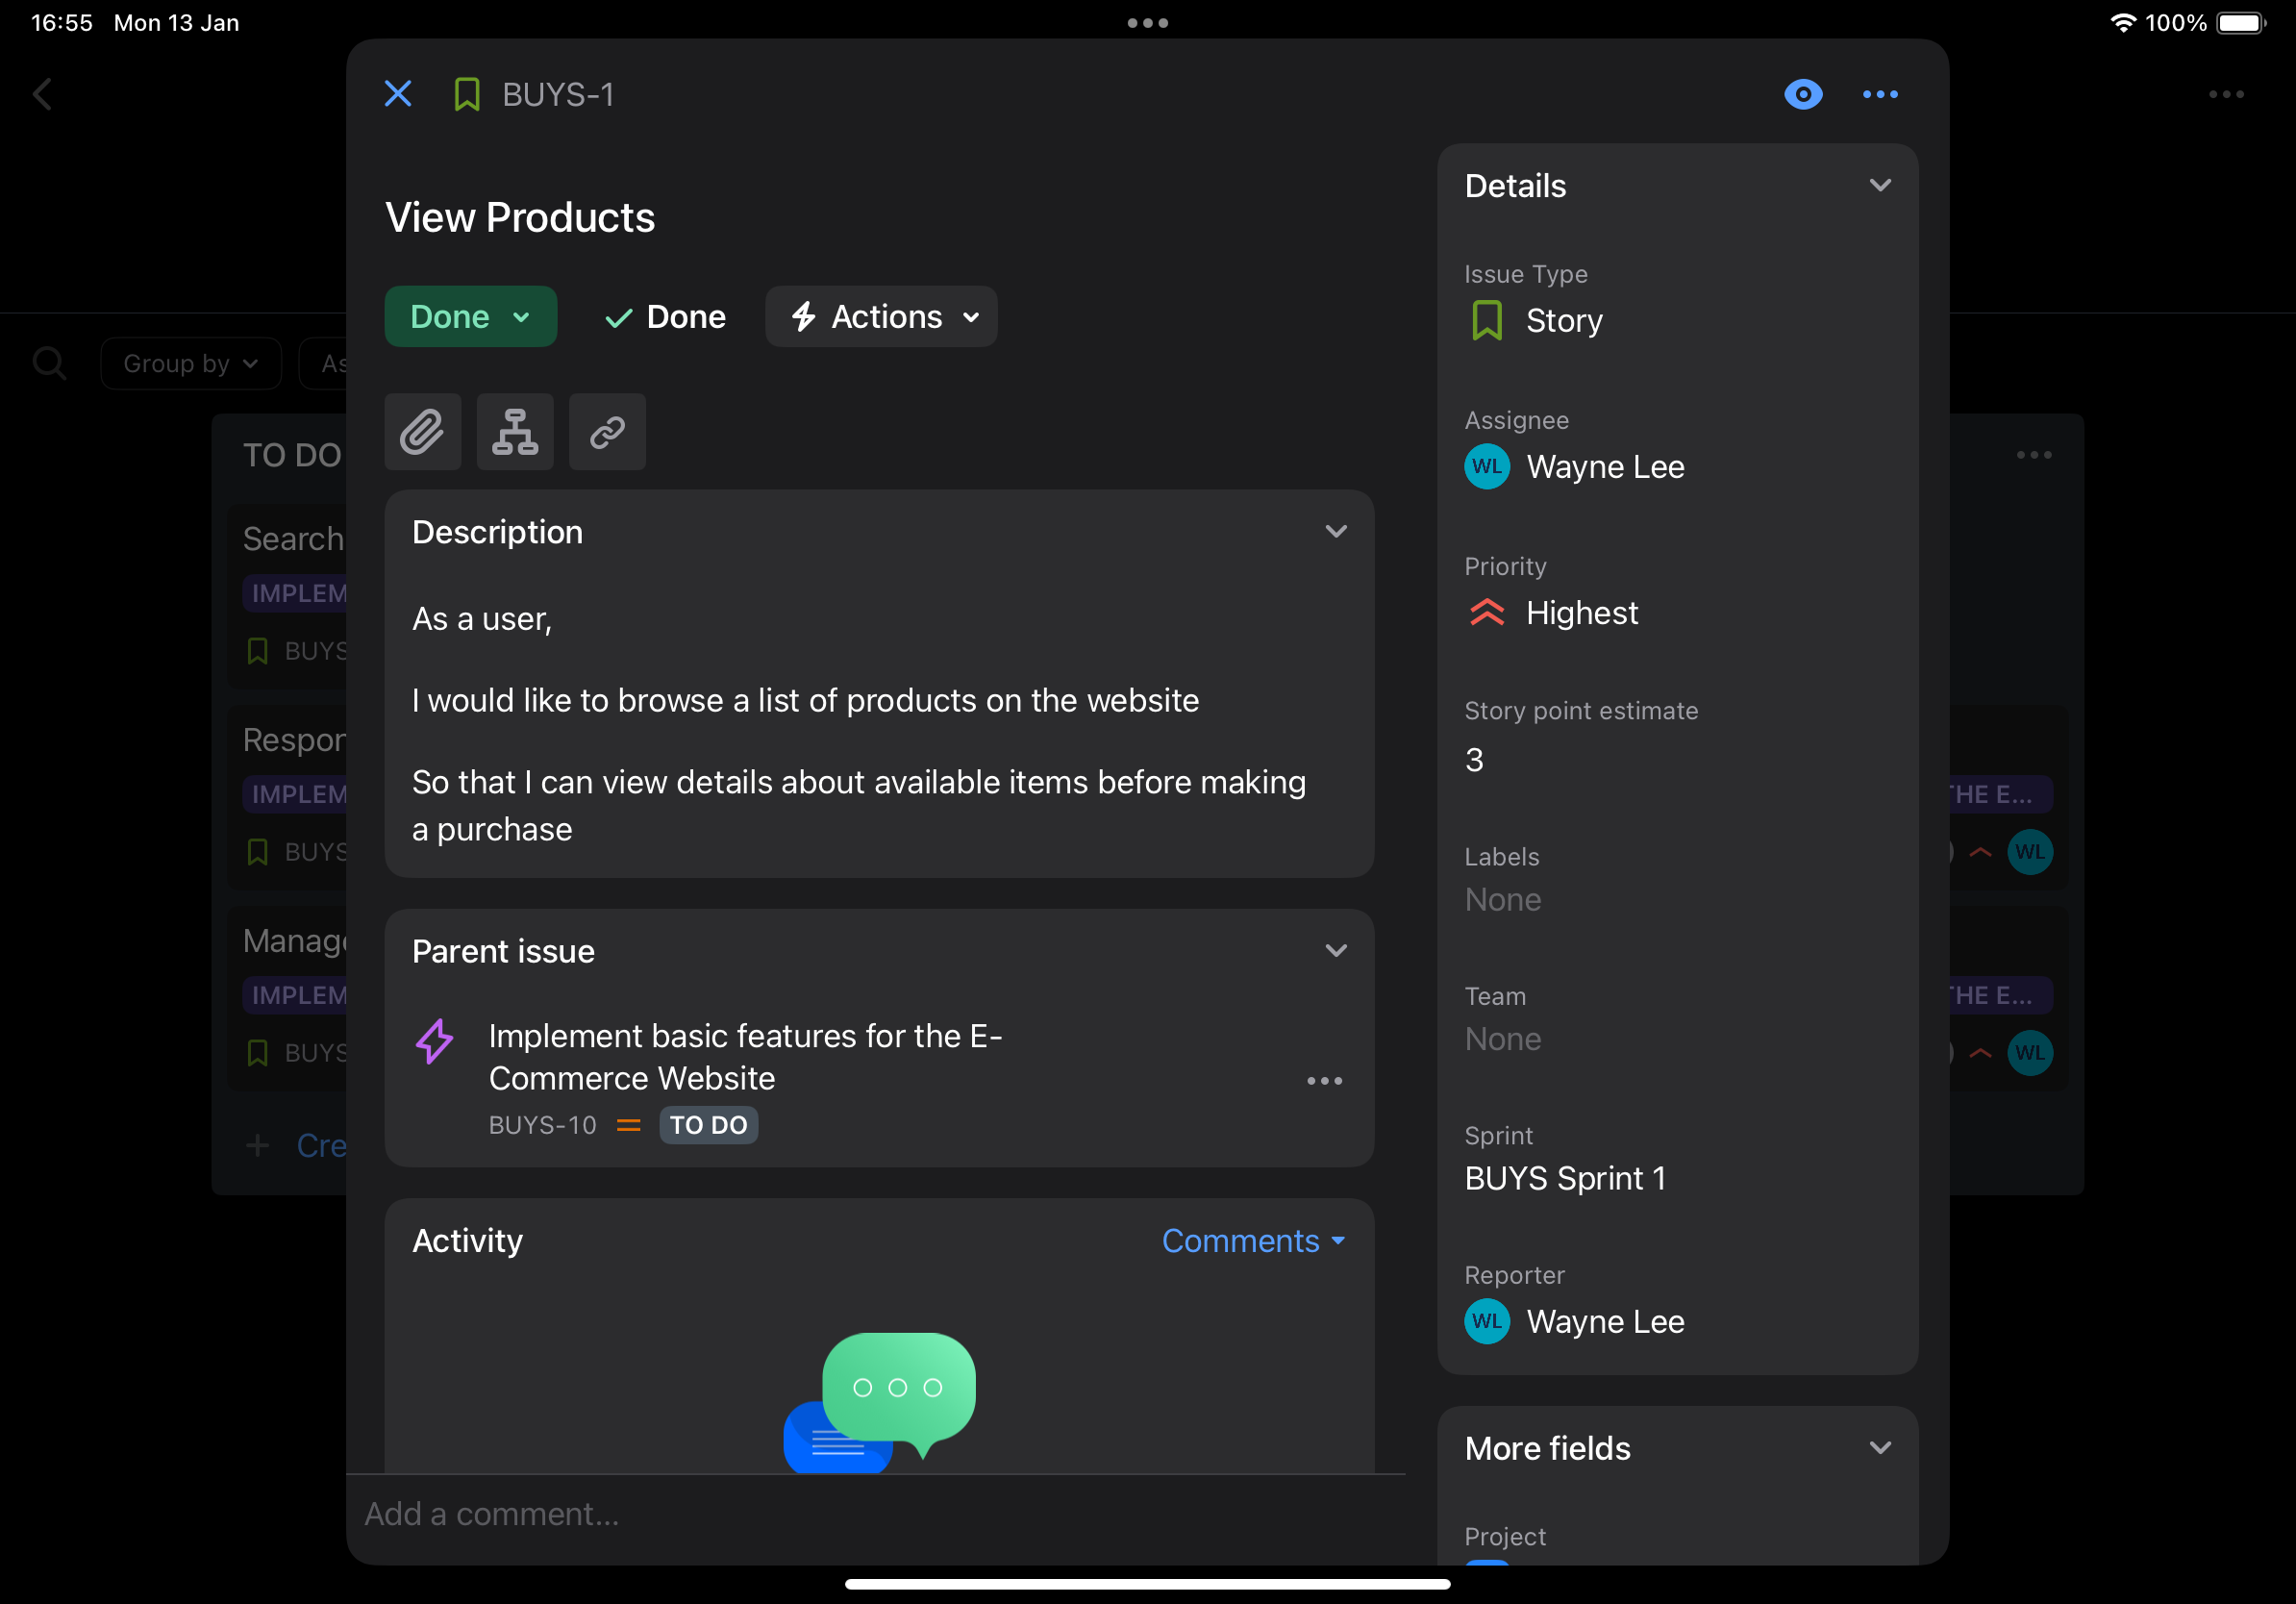 16:55 Mon 13 Jan
100%
BUYS-1
View Products
Done
Done
Actions
Description
As a user,
I would like to browse a list of products on the website
So that I can view details about available items before making
a purchase
Parent issue
Implement basic features for the E-
Commerce Website
BUYS-10
TO DO
Activity
Comments
Add a comment...
Details
Issue Type
Story
Assignee
WL Wayne Lee
Priority
Highest
Story point estimate
3
Labels
None
Team
None
Sprint
BUYS Sprint 1
Reporter
WL Wayne Lee
More fields
Project
Group by
As
TO DO
Search
IMPLEM
BUYS
Respon
IMPLEM
BUYS
Manage
IMPLEM
BUYS
Cre
THE E...
WL
THE E...
WL